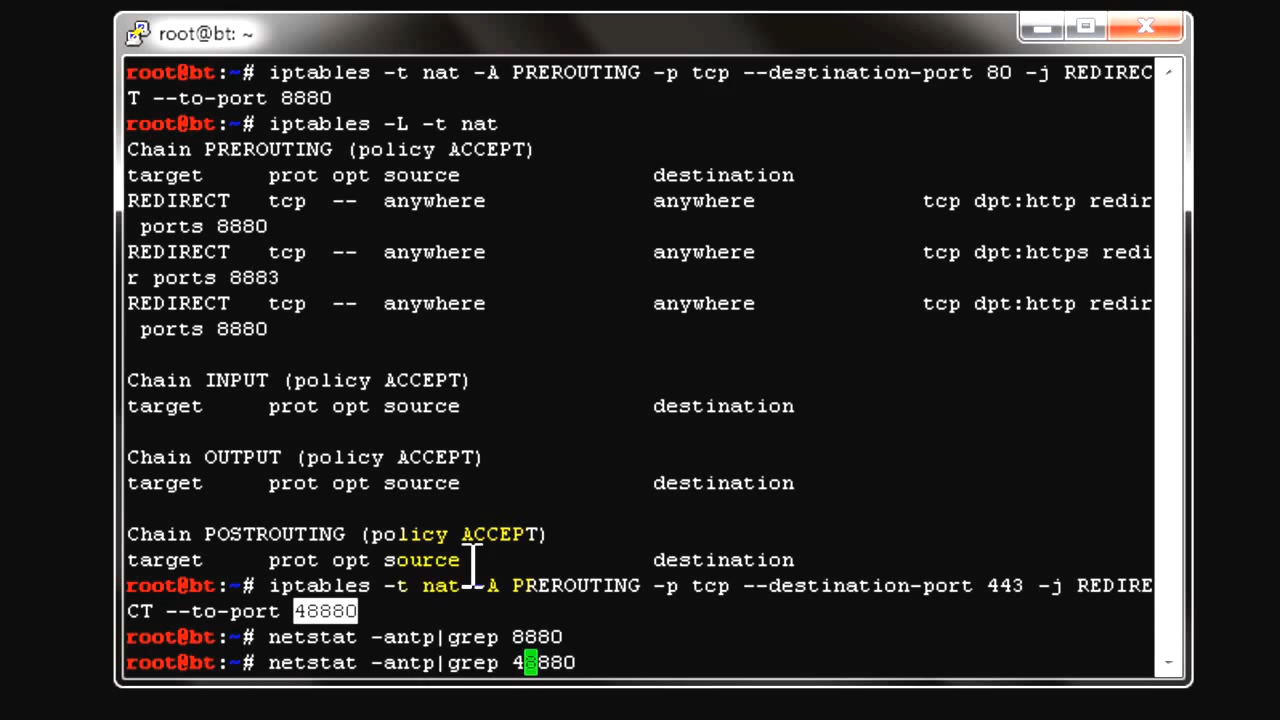 root@bt: ~
root@bt:~# iptables -t nat -A PREROUTING -p tcp --destination-port 80 -j REDIREC
T --to-port 8880
root@bt:~# iptables -L -t nat
Chain PREROUTING (policy ACCEPT)
target     prot opt source               destination
REDIRECT   tcp  --  anywhere             anywhere             tcp dpt:http redir
 ports 8880
REDIRECT   tcp  --  anywhere             anywhere             tcp dpt:https redi
r ports 8883
REDIRECT   tcp  --  anywhere             anywhere             tcp dpt:http redir
 ports 8880
Chain INPUT (policy ACCEPT)
target     prot opt source               destination
Chain OUTPUT (policy ACCEPT)
target     prot opt source               destination
Chain POSTROUTING (policy ACCEPT)
target     prot opt source               destination
root@bt:~# iptables -t nat -A PREROUTING -p tcp --destination-port 443 -j REDIRE
CT --to-port 48880
root@bt:~# netstat -antp|grep 8880
root@bt:~# netstat -antp|grep 48880